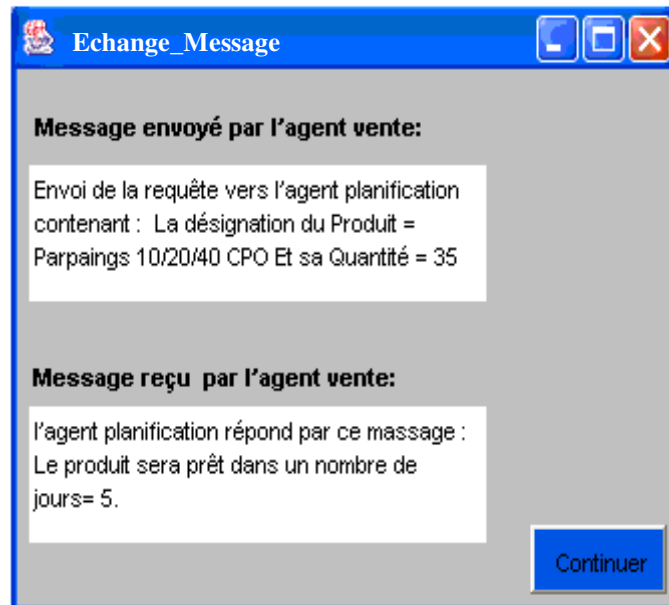 Echange_Message
Message envoyé par l'agent vente:
Envoi de la requête vers l'agent planification
contenant : La désignation du Produit =
Parpaings 10/20/40 CPO Et sa Quantité = 35
Message reçu par l'agent vente:
l'agent planification répond par ce massage :
Le produit sera prêt dans un nombre de
jours= 5.
Continuer